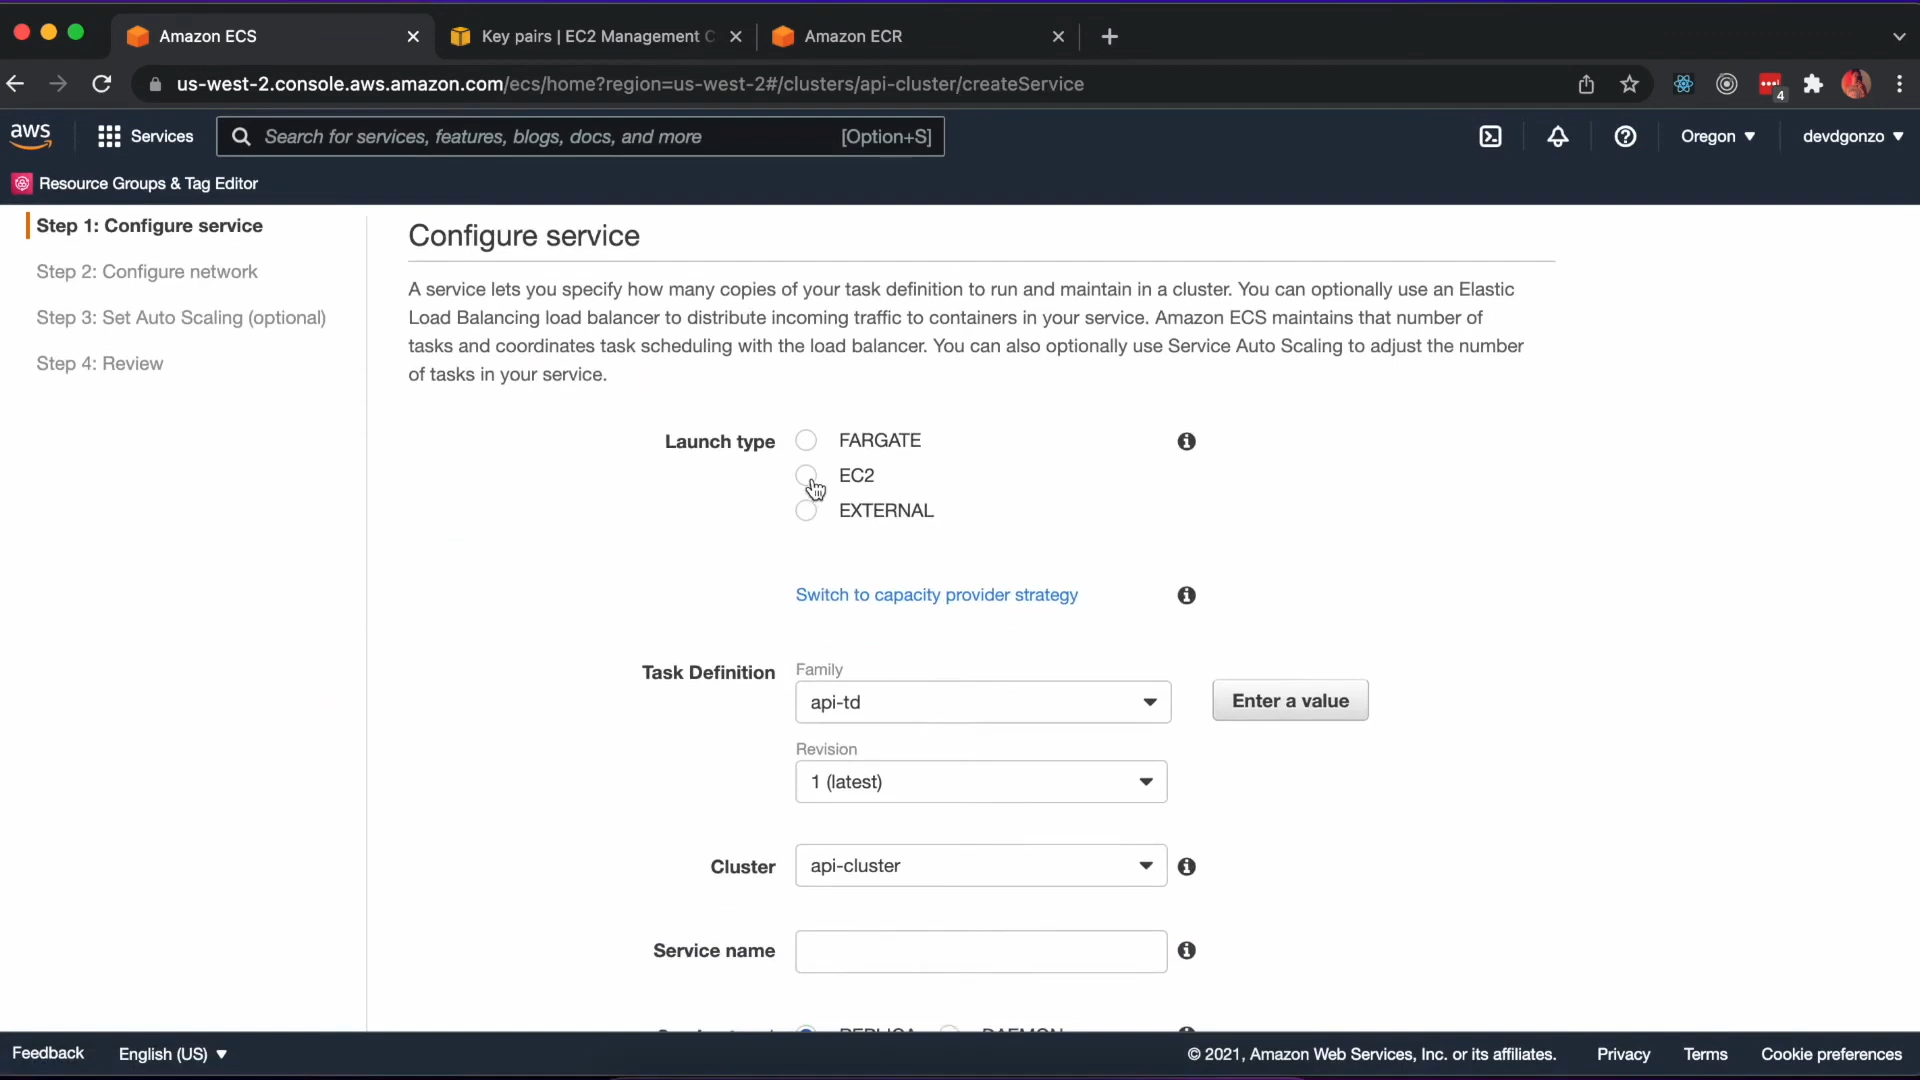 Amazon ECS
Key pairs | EC2 Management C
Amazon ECR
us-west-2.console.aws.amazon.com/ecs/home?region=us-west-2#/clusters/api-cluster/createService
4
aws
Services
Search for services, features, blogs, docs, and more
[Option+S]
Oregon ▼
devdgonzo ▼
Resource Groups & Tag Editor
Step 1: Configure service
Step 2: Configure network
Step 3: Set Auto Scaling (optional)
Step 4: Review
Configure service
A service lets you specify how many copies of your task definition to run and maintain in a cluster. You can optionally use an Elastic
Load Balancing load balancer to distribute incoming traffic to containers in your service. Amazon ECS maintains that number of
tasks and coordinates task scheduling with the load balancer. You can also optionally use Service Auto Scaling to adjust the number
of tasks in your service.
Launch type
FARGATE
EC2
EXTERNAL
Switch to capacity provider strategy
Task Definition
Family
api-td
Enter a value
Revision
1 (latest)
Cluster
api-cluster
Service name
REPLICA
DAEMON
Feedback
English (US) ▼
© 2021, Amazon Web Services, Inc. or its affiliates.
Privacy
Terms
Cookie preferences